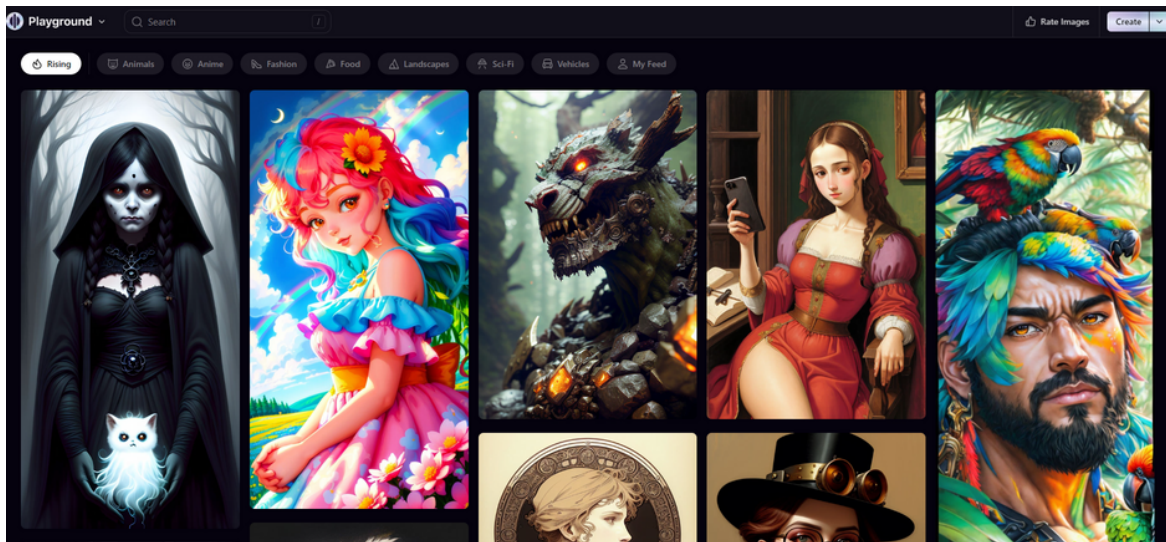 Playground
Search
/
Rate Images
Create
Rising
Animals
Anime
Fashion
Food
Landscapes
Sci-Fi
Vehicles
My Feed